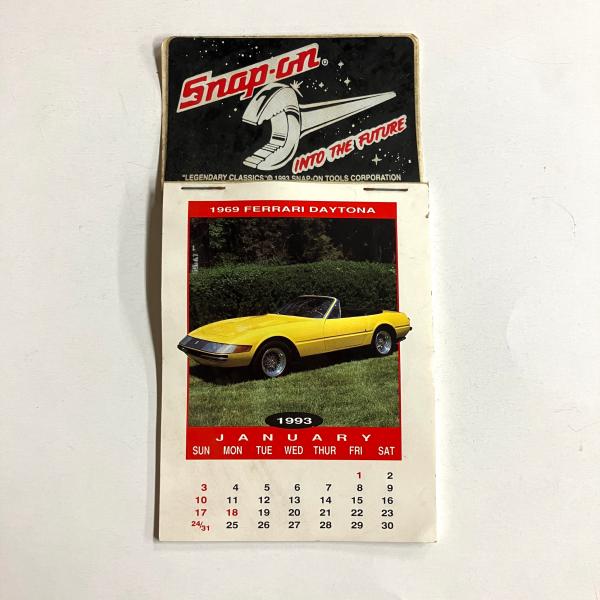 Snap-on®
INTO THE FUTURE
"LEGENDARY CLASSICS" © 1993 SNAP-ON TOOLS CORPORATION
1969 FERRARI DAYTONA
1993
JANUARY
SUN MON TUE WED THUR FRI SAT
1 2
3 4 5 6 7 8 9
10 11 12 13 14 15 16
17 18 19 20 21 22 23
24/31 25 26 27 28 29 30